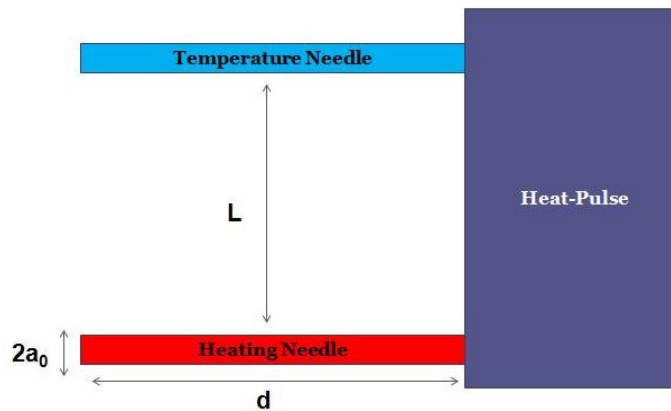 Temperature Needle
Heat-Pulse
L
2a₀
Heating Needle
d